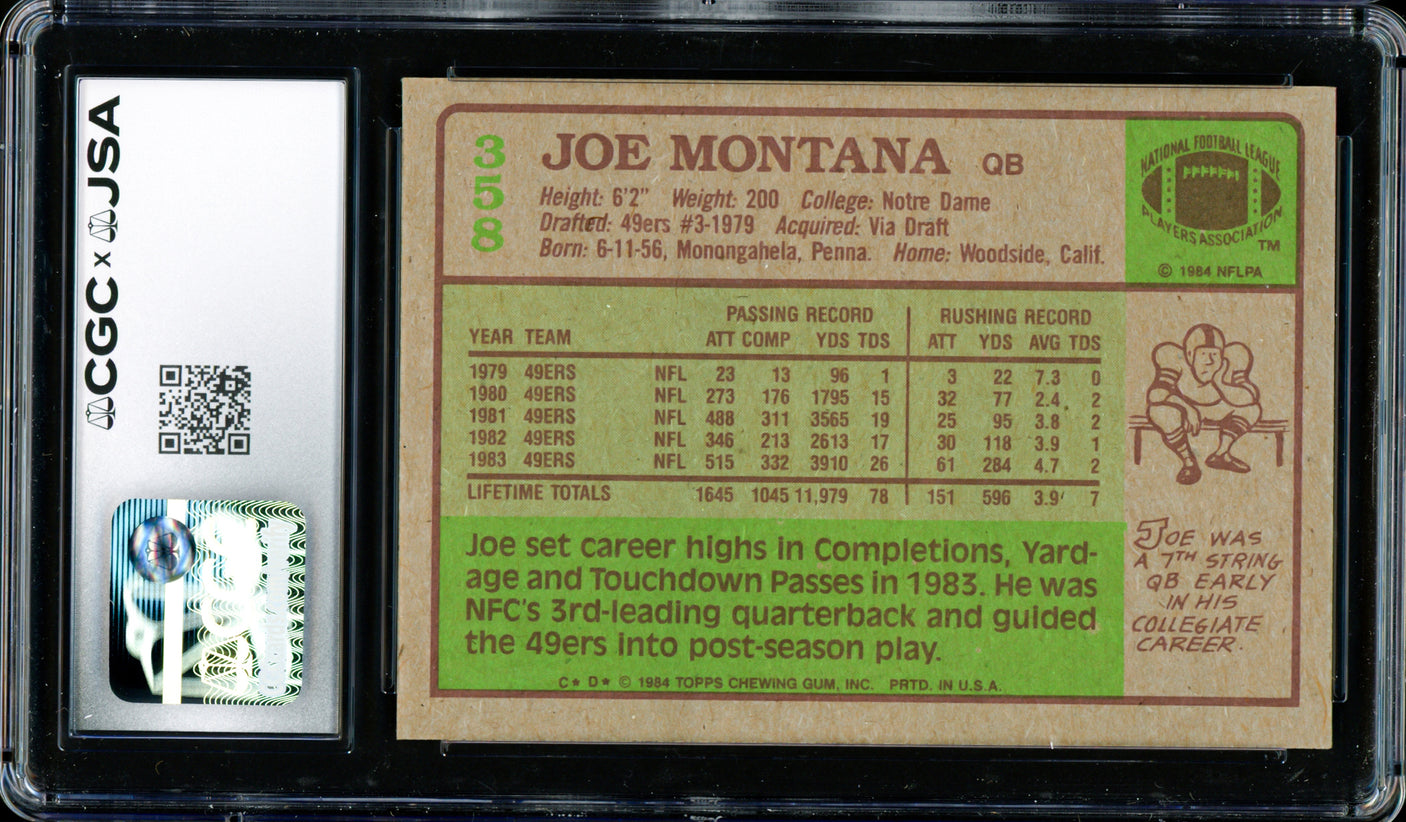 CGC x JSA
358
JOE MONTANA QB
Height: 6'2" Weight: 200 College: Notre Dame
Drafted: 49ers #3-1979 Acquired: Via Draft
Born: 6-11-56, Monongahela, Penna. Home: Woodside, Calif.
NATIONAL FOOTBALL LEAGUE
PLAYERS ASSOCIATION
TM
© 1984 NFLPA
PASSING RECORD RUSHING RECORD
YEAR TEAM ATT COMP YDS TDS ATT YDS AVG TDS
1979 49ERS NFL 23 13 96 1 3 22 7.3 0
1980 49ERS NFL 273 176 1795 15 32 77 2.4 2
1981 49ERS NFL 488 311 3565 19 25 95 3.8 2
1982 49ERS NFL 346 213 2613 17 30 118 3.9 1
1983 49ERS NFL 515 332 3910 26 61 284 4.7 2
LIFETIME TOTALS 1645 1045 11,979 78 151 596 3.9 7
Joe set career highs in Completions, Yard-
age and Touchdown Passes in 1983. He was
NFC's 3rd-leading quarterback and guided
the 49ers into post-season play.
C* D* © 1984 TOPPS CHEWING GUM, INC. PRTD. IN U.S.A.
JOE WAS
A 7TH STRING
QB EARLY
IN HIS
COLLEGIATE
CAREER.